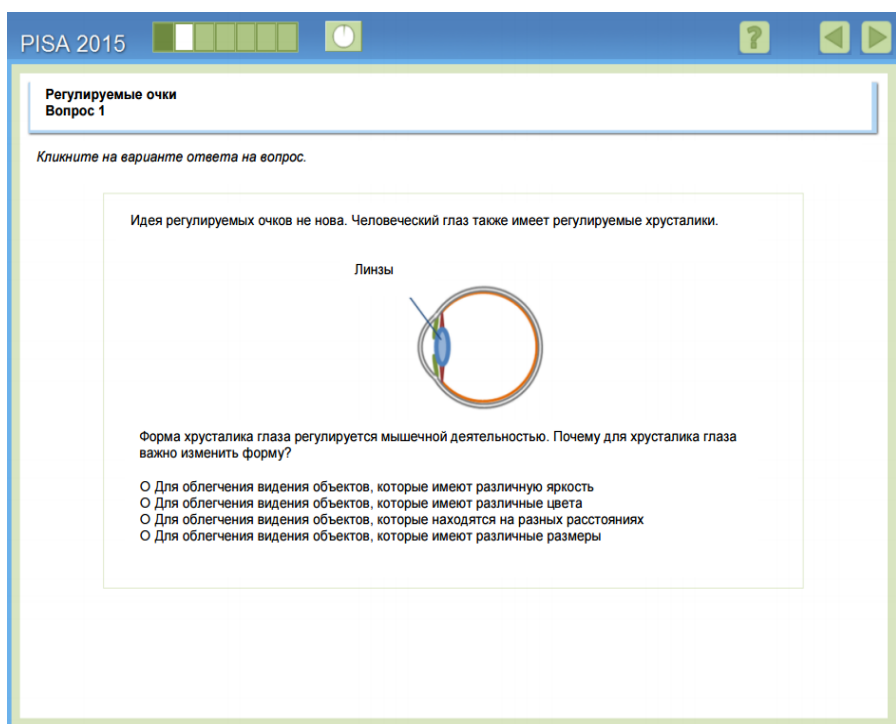 PISA 2015
?
Регулируемые очки
Вопрос 1
Кликните на варианте ответа на вопрос.
Идея регулируемых очков не нова. Человеческий глаз также имеет регулируемые хрусталики.
Линзы
Форма хрусталика глаза регулируется мышечной деятельностью. Почему для хрусталика глаза
важно изменить форму?
О Для облегчения видения объектов, которые имеют различную яркость
О Для облегчения видения объектов, которые имеют различные цвета
О Для облегчения видения объектов, которые находятся на разных расстояниях
О Для облегчения видения объектов, которые имеют различные размеры